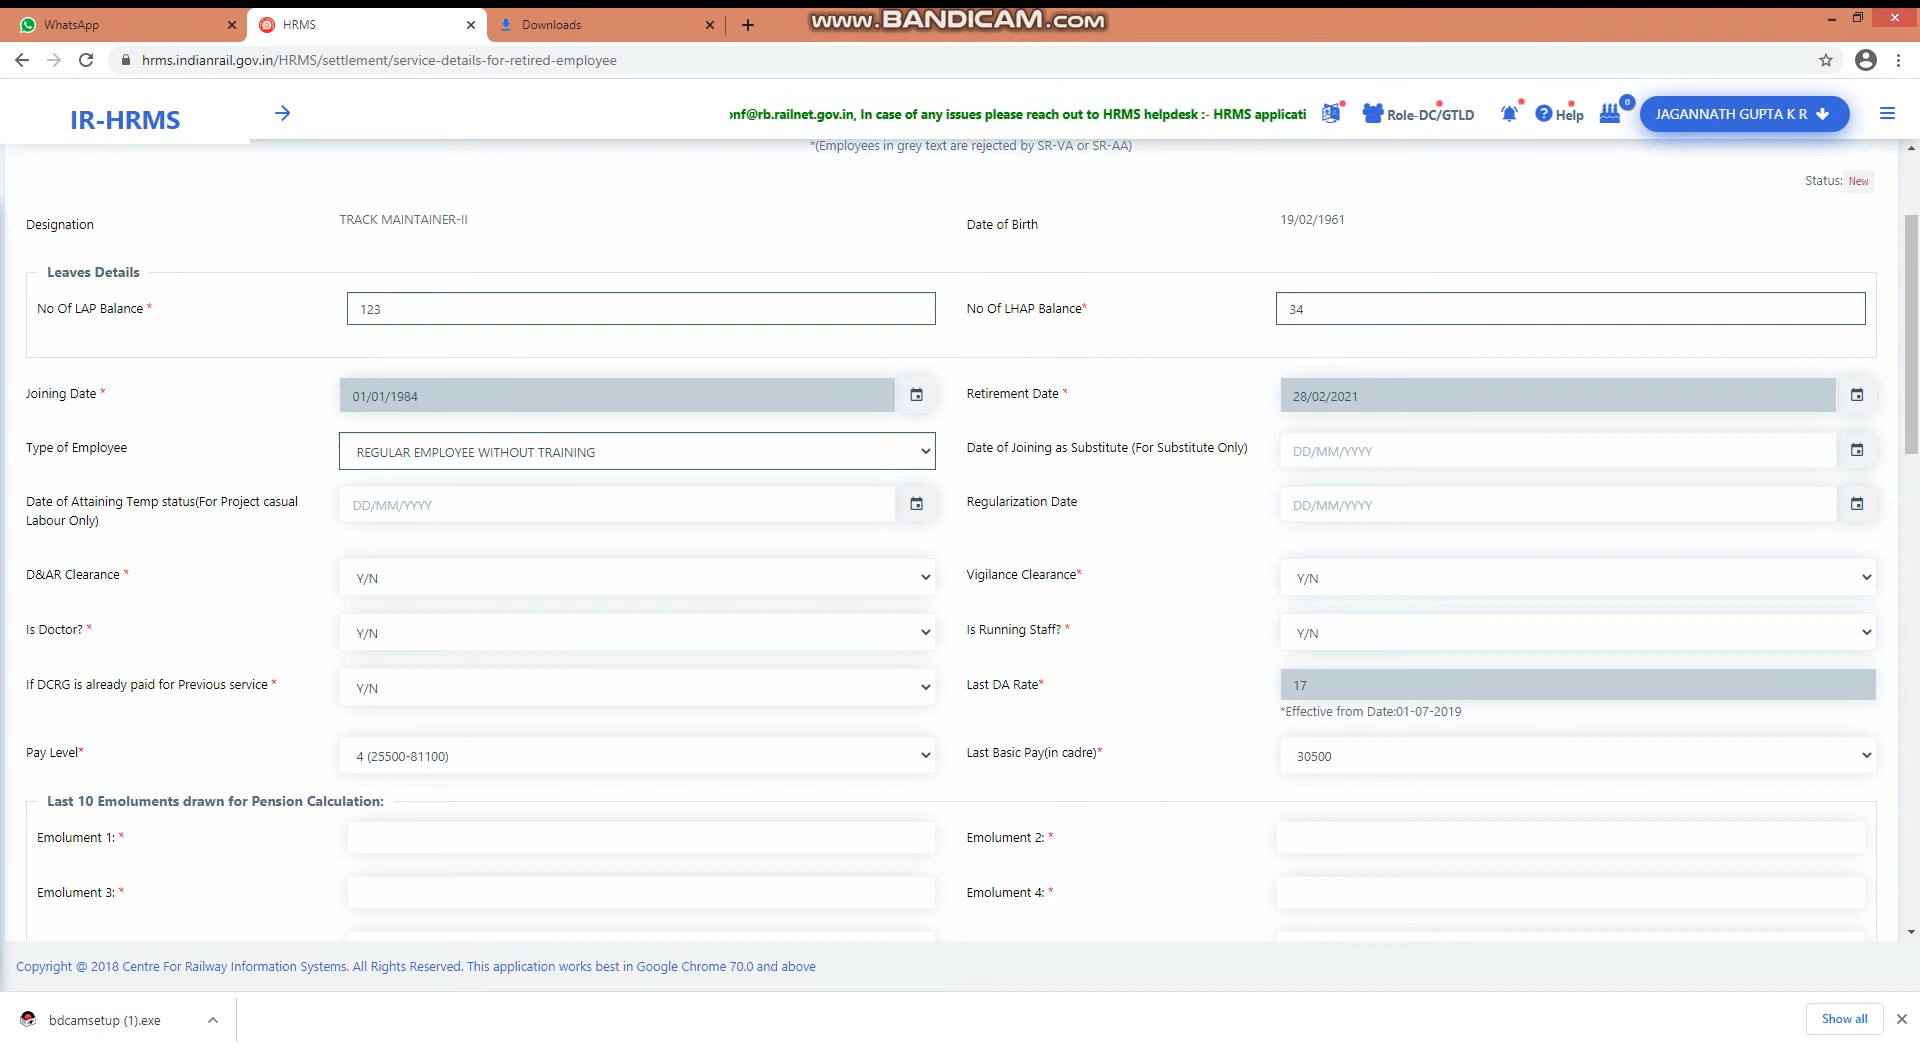 WhatsApp
HRMS
Downloads
www.BANDICAM.com
hrms.indianrail.gov.in/HRMS/settlement/service-details-for-retired-employee
IR-HRMS
nf@rb.railnet.gov.in, In case of any issues please reach out to HRMS helpdesk :- HRMS applicati
Role-DC/GTLD
Help
0
JAGANNATH GUPTA K R
*(Employees in grey text are rejected by SR-VA or SR-AA)
Status: New
Designation TRACK MAINTAINER-II Date of Birth 19/02/1961
Leaves Details
No Of LAP Balance * 123 No Of LHAP Balance* 34
Joining Date * 01/01/1984 Retirement Date * 28/02/2021
Type of Employee REGULAR EMPLOYEE WITHOUT TRAINING Date of Joining as Substitute (For Substitute Only) DD/MM/YYYY
Date of Attaining Temp status(For Project casual
Labour Only) DD/MM/YYYY Regularization Date DD/MM/YYYY
D&AR Clearance * Y/N Vigilance Clearance* Y/N
Is Doctor? * Y/N Is Running Staff? * Y/N
If DCRG is already paid for Previous service * Y/N Last DA Rate* 17
*Effective from Date:01-07-2019
Pay Level* 4 (25500-81100) Last Basic Pay(in cadre)* 30500
Last 10 Emoluments drawn for Pension Calculation:
Emolument 1: * Emolument 2: *
Emolument 3: * Emolument 4: *
Copyright @ 2018 Centre For Railway Information Systems. All Rights Reserved. This application works best in Google Chrome 70.0 and above
bdcamsetup (1).exe
Show all